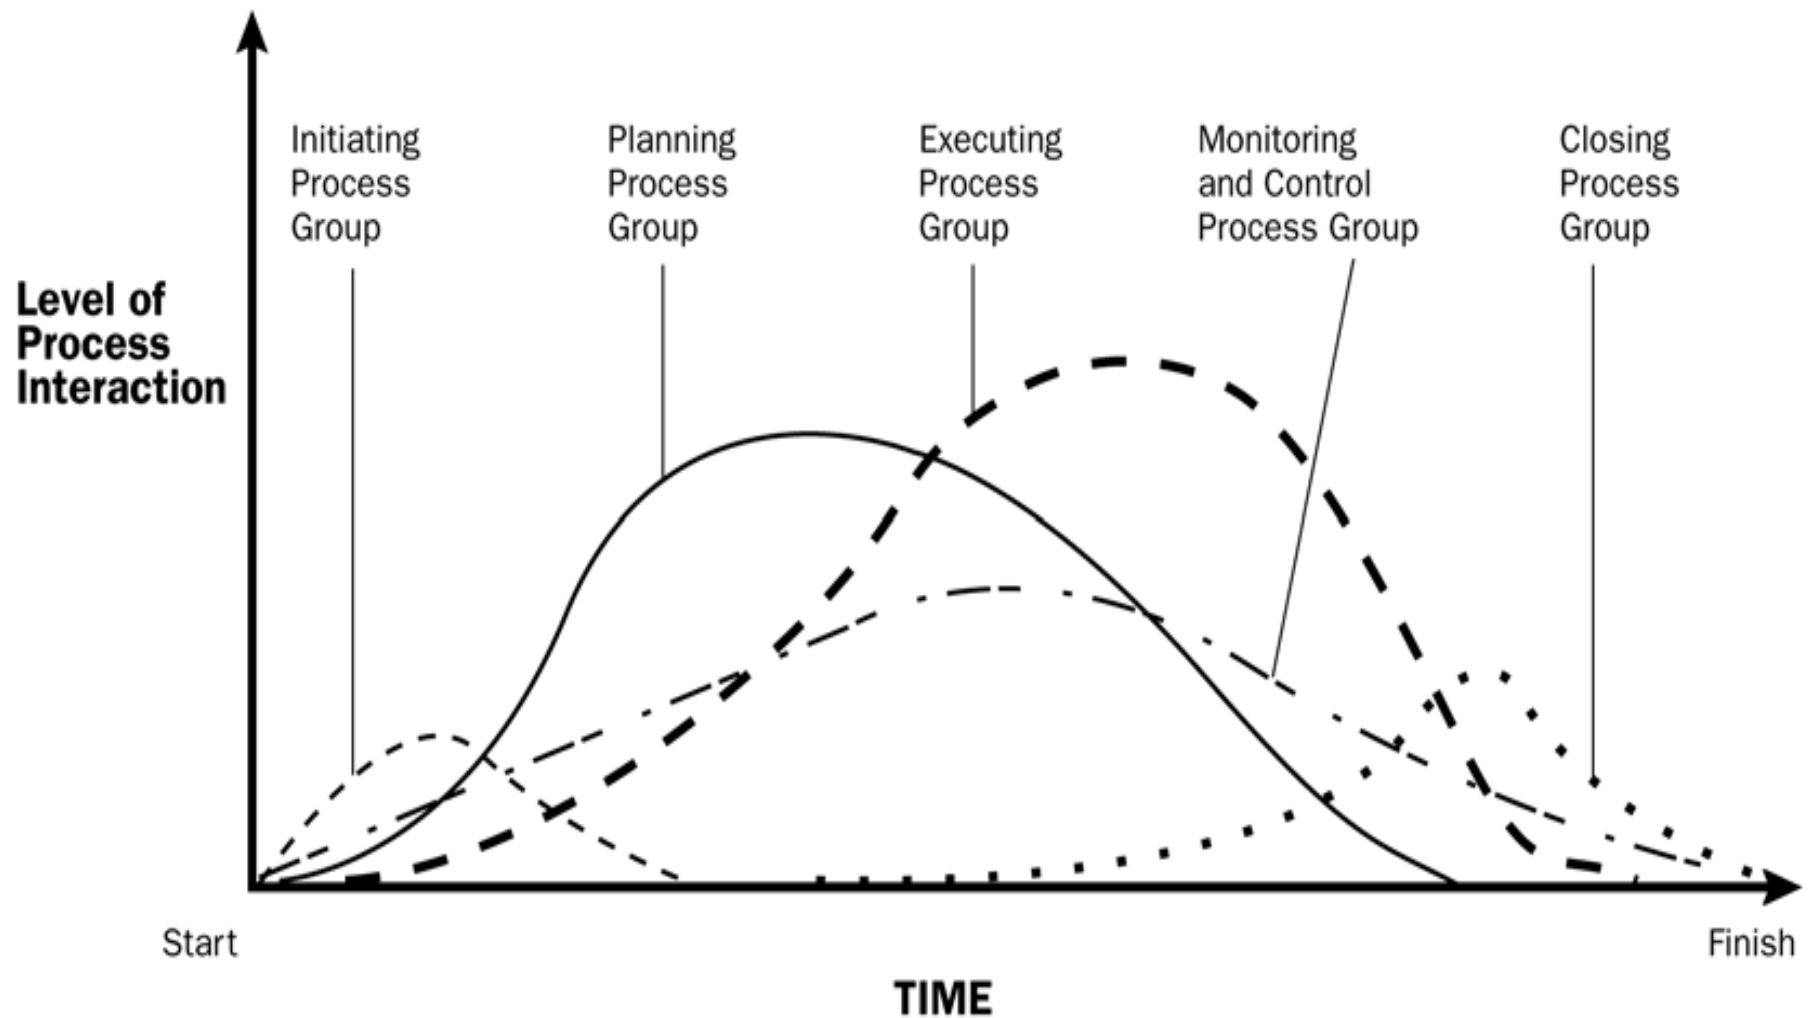 Initiating
Process
Group
Planning
Process
Group
Executing
Process
Group
Monitoring
and Control
Process Group
Closing
Process
Group
Level of
Process
Interaction
Start
Finish
TIME